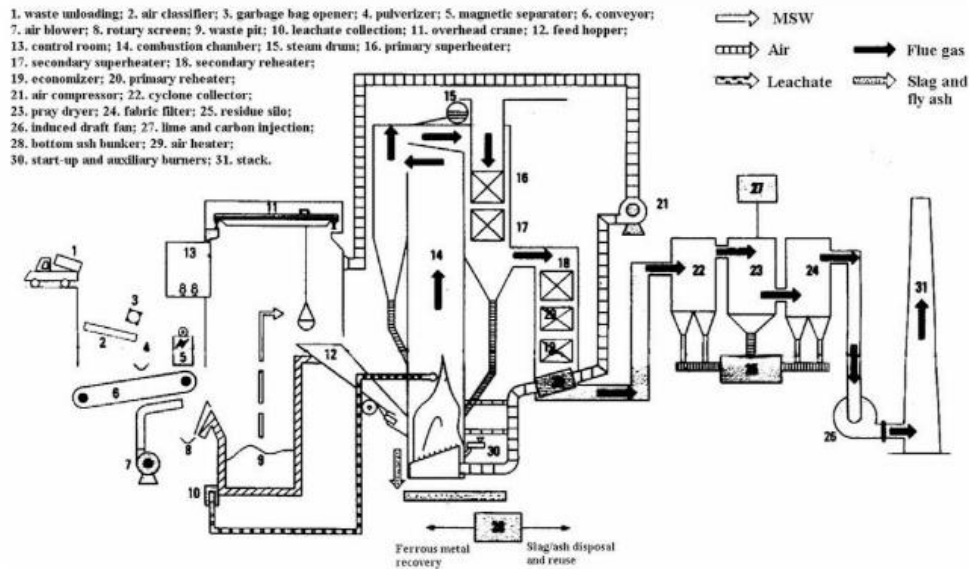 1. waste unloading; 2. air classifier; 3. garbage bag opener; 4. pulverizer; 5. magnetic separator; 6. conveyor;
7. air blower; 8. rotary screen; 9. waste pit; 10. leachate collection; 11. overhead crane; 12. feed hopper;
13. control room; 14. combustion chamber; 15. steam drum; 16. primary superheater;
17. secondary superheater; 18. secondary reheater;
19. economizer; 20. primary reheater;
21. air compressor; 22. cyclone collector;
23. pray dryer; 24. fabric filter; 25. residue silo;
26. induced draft fan; 27. lime and carbon injection;
28. bottom ash bunker; 29. air heater;
30. start-up and auxiliary burners; 31. stack.
MSW
Air
Flue gas
Leachate
Slag and
fly ash
15
16
27
11
17
21
1
13
14
18
22
23
24
31
3
2
4
5
20
12
19
6
30
26
8
9
7
10
28
Ferrous metal
recovery
Slag/ash disposal
and reuse